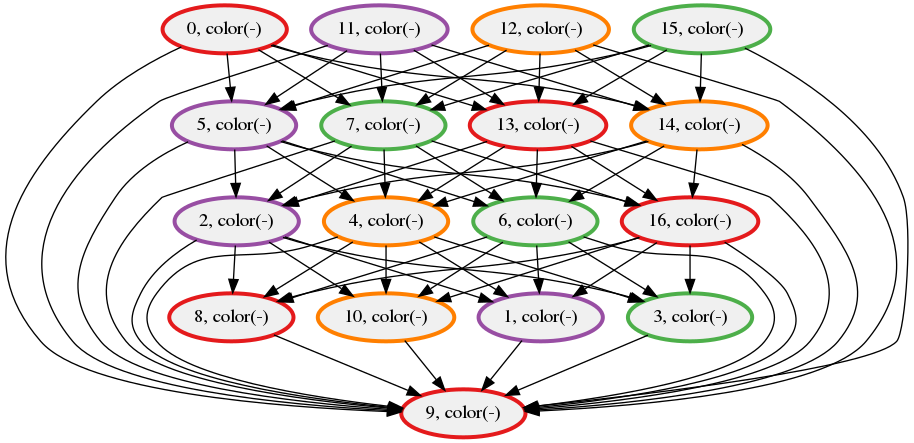 0, color(-)
11, color(-)
12, color(-)
15, color(-)
5, color(-)
7, color(-)
13, color(-)
14, color(-)
2, color(-)
4, color(-)
6, color(-)
16, color(-)
8, color(-)
10, color(-)
1, color(-)
3, color(-)
9, color(-)